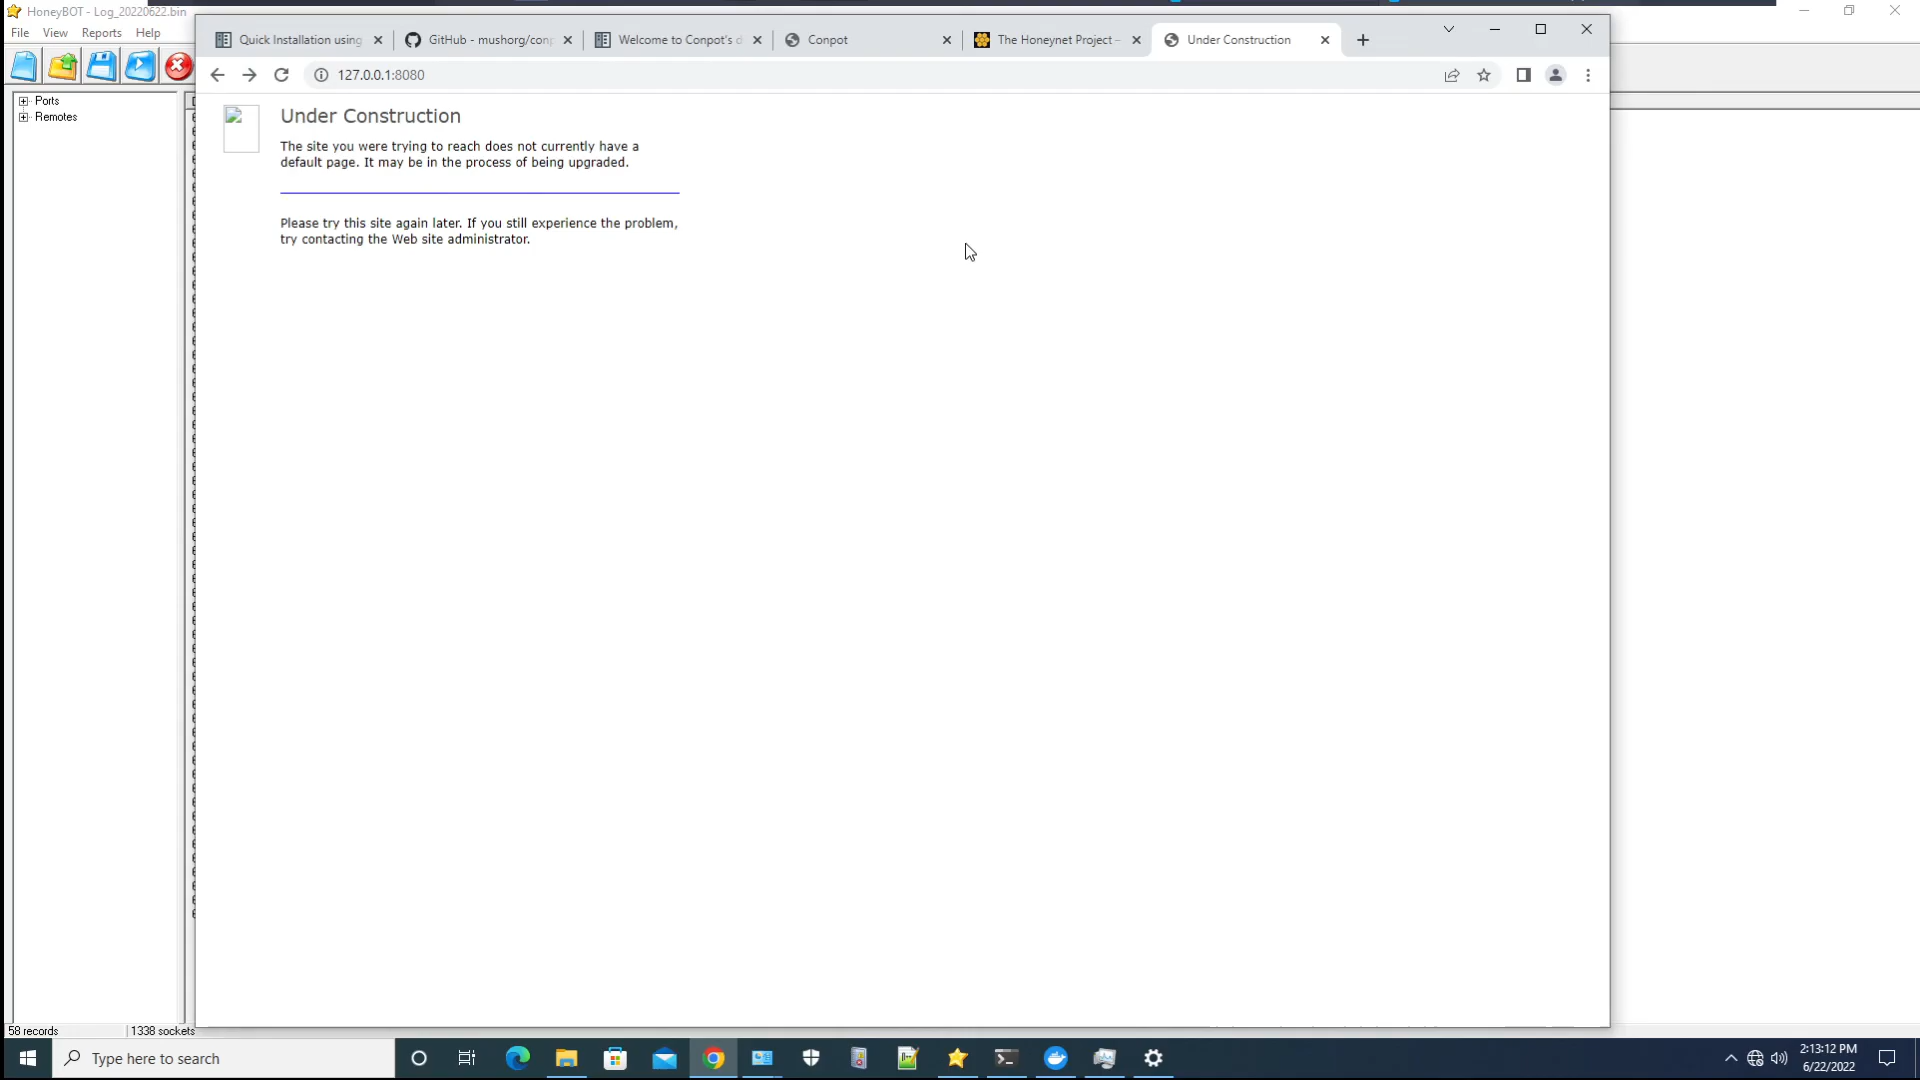 HoneyBOT - Log_20220622.bin
File View Reports Help
Quick Installation using
GitHub - mushorg/conp
Welcome to Conpot's d
Conpot
The Honeynet Project –
Under Construction
127.0.0.1:8080
Ports
Remotes
Under Construction
The site you were trying to reach does not currently have a
default page. It may be in the process of being upgraded.
Please try this site again later. If you still experience the problem,
try contacting the Web site administrator.
58 records
1338 sockets
Type here to search
2:13:12 PM
6/22/2022